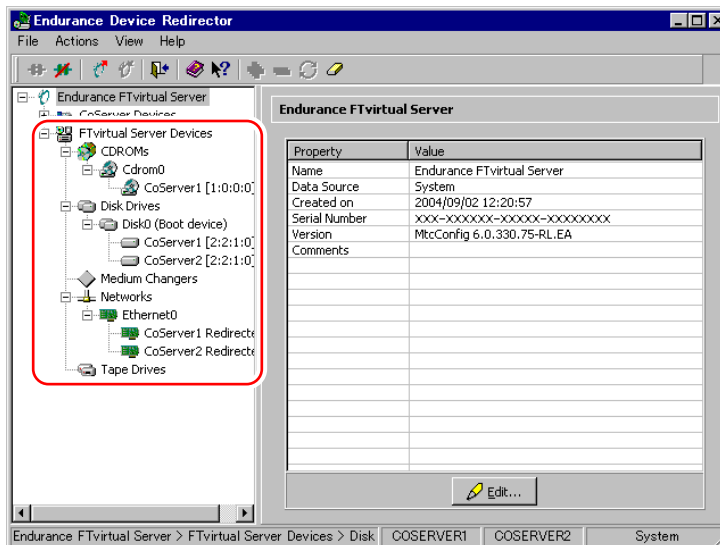 Endurance Device Redirector
File Actions View Help
Endurance FTvirtual Server
CoServer Devices
FTvirtual Server Devices
CDROMs
Cdrom0
CoServer1 [1:0:0:0]
Disk Drives
Disk0 (Boot device)
CoServer1 [2:2:1:0]
CoServer2 [2:2:1:0]
Medium Changers
Networks
Ethernet0
CoServer1 Redirecte
CoServer2 Redirecte
Tape Drives
Endurance FTvirtual Server
Property Value
Name Endurance FTvirtual Server
Data Source System
Created on 2004/09/02 12:20:57
Serial Number XXX-XXXXXX-XXXXX-XXXXXXXX
Version MtcConfig 6.0.330.75-RL.EA
Comments
Edit...
Endurance FTvirtual Server > FTvirtual Server Devices > Disk COSERVER1 COSERVER2 System